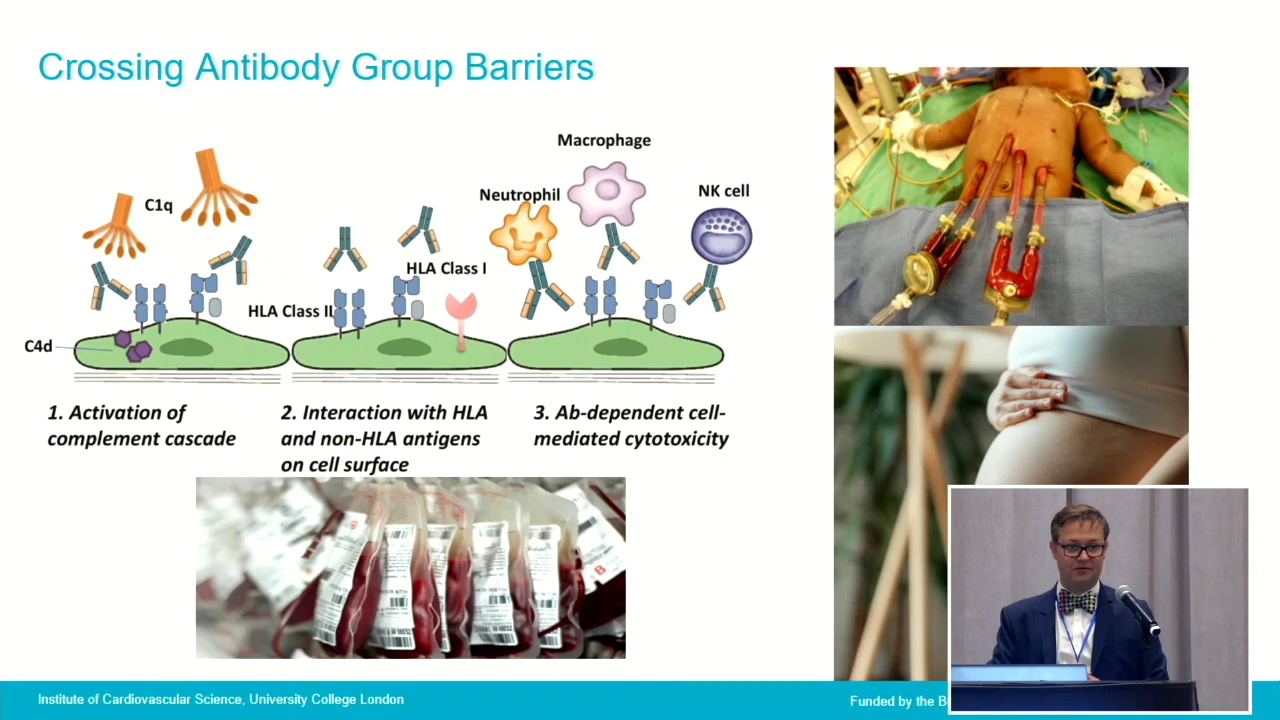 Crossing Antibody Group Barriers
Macrophage
Neutrophil
NK cell
C1q
HLA Class I
HLA Class II
C4d
1. Activation of
complement cascade
2. Interaction with HLA
and non-HLA antigens
on cell surface
3. Ab-dependent cell-
mediated cytotoxicity
Institute of Cardiovascular Science, University College London
Funded by the